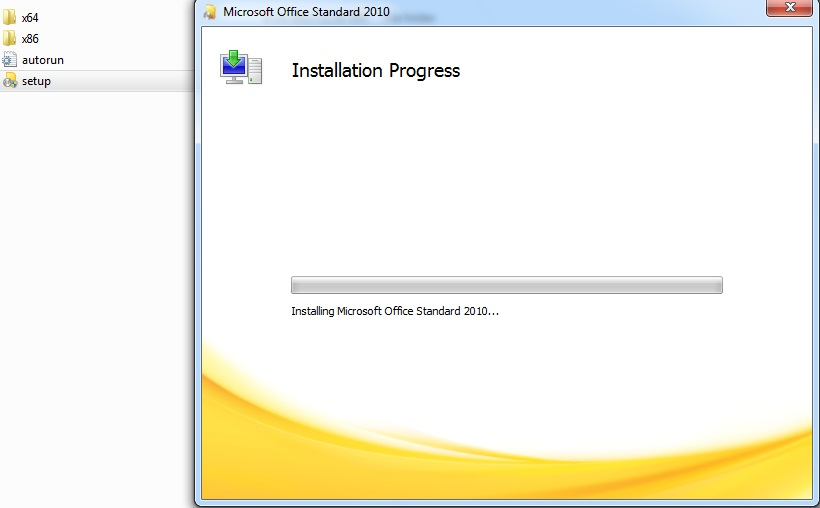 x64
x86
autorun
setup
Microsoft Office Standard 2010
Installation Progress
Installing Microsoft Office Standard 2010...